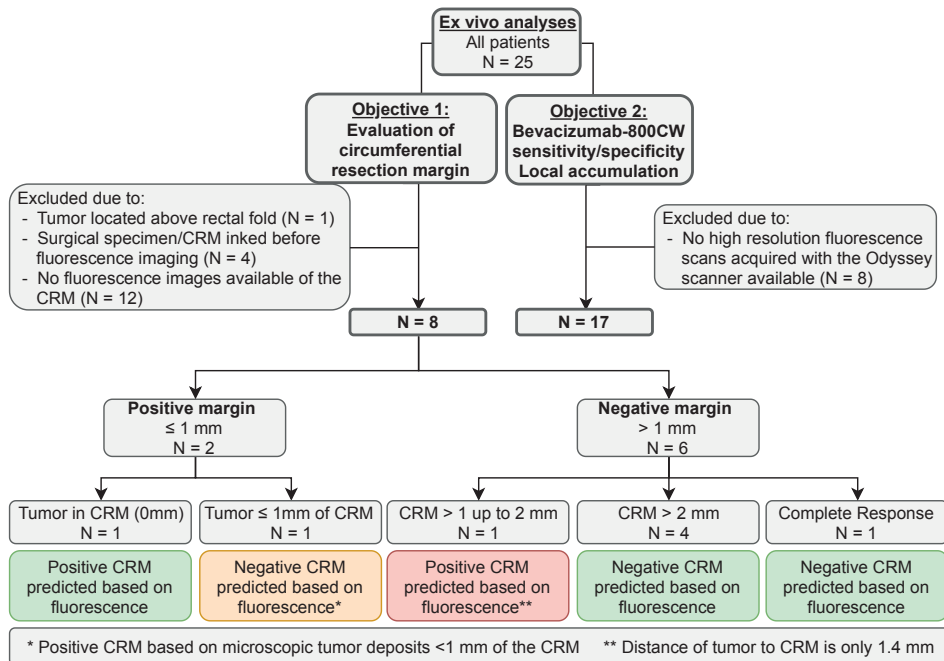 Ex vivo analyses
All patients
N = 25
Objective 1:
Evaluation of
circumferential
resection margin
Objective 2:
Bevacizumab-800CW
sensitivity/specificity
Local accumulation
Excluded due to:
- Tumor located above rectal fold (N = 1)
- Surgical specimen/CRM inked before
fluorescence imaging (N = 4)
- No fluorescence images available of the
CRM (N = 12)
Excluded due to:
- No high resolution fluorescence
scans acquired with the Odyssey
scanner available (N = 8)
N = 8
N = 17
Positive margin
≤ 1 mm
N = 2
Negative margin
> 1 mm
N = 6
Tumor in CRM (0mm)
N = 1
Tumor ≤ 1mm of CRM
N = 1
CRM > 1 up to 2 mm
N = 1
CRM > 2 mm
N = 4
Complete Response
N = 1
Positive CRM
predicted based on
fluorescence
Negative CRM
predicted based on
fluorescence*
Positive CRM
predicted based on
fluorescence**
Negative CRM
predicted based on
fluorescence
Negative CRM
predicted based on
fluorescence
* Positive CRM based on microscopic tumor deposits <1 mm of the CRM ** Distance of tumor to CRM is only 1.4 mm